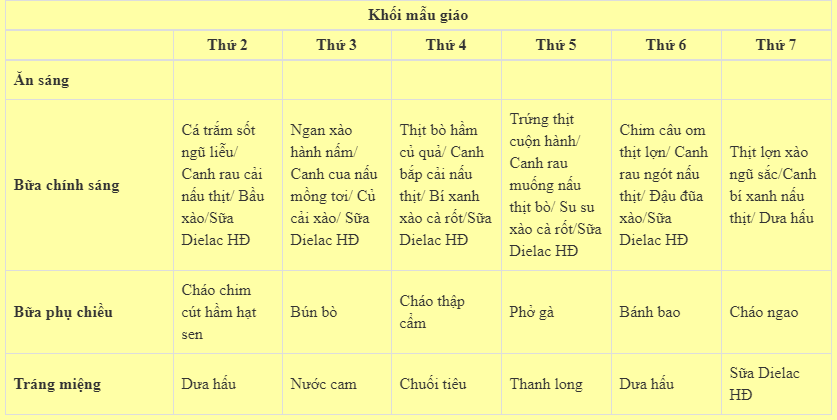 Khối mẫu giáo
Thứ 2
Thứ 3
Thứ 4
Thứ 5
Thứ 6
Thứ 7
Ăn sáng
Bữa chính sáng
Cá trắm sốt
ngũ liễu/
Canh rau cải
nấu thịt/ Bầu
xào/Sữa
Dielac HĐ
Ngan xào
hành nấm/
Canh cua nấu
mồng tơi/ Củ
cải xào/ Sữa
Dielac HĐ
Thịt bò hầm
củ quả/ Canh
bắp cải nấu
thịt/ Bí xanh
xào cà rốt/Sữa
Dielac HĐ
Trứng thịt
cuộn hành/
Canh rau
muống nấu
thịt bò/ Su su
xào cà rốt/Sữa
Dielac HĐ
Chim câu om
thịt lợn/ Canh
rau ngót nấu
thịt/ Đậu đũa
xào/Sữa
Dielac HĐ
Thịt lợn xào
ngũ sắc/Canh
bí xanh nấu
thịt/ Dưa hấu
Bữa phụ chiều
Cháo chim
cút hầm hạt
sen
Bún bò
Cháo thập
cẩm
Phở gà
Bánh bao
Cháo ngao
Tráng miệng
Dưa hấu
Nước cam
Chuối tiêu
Thanh long
Dưa hấu
Sữa Dielac
HĐ